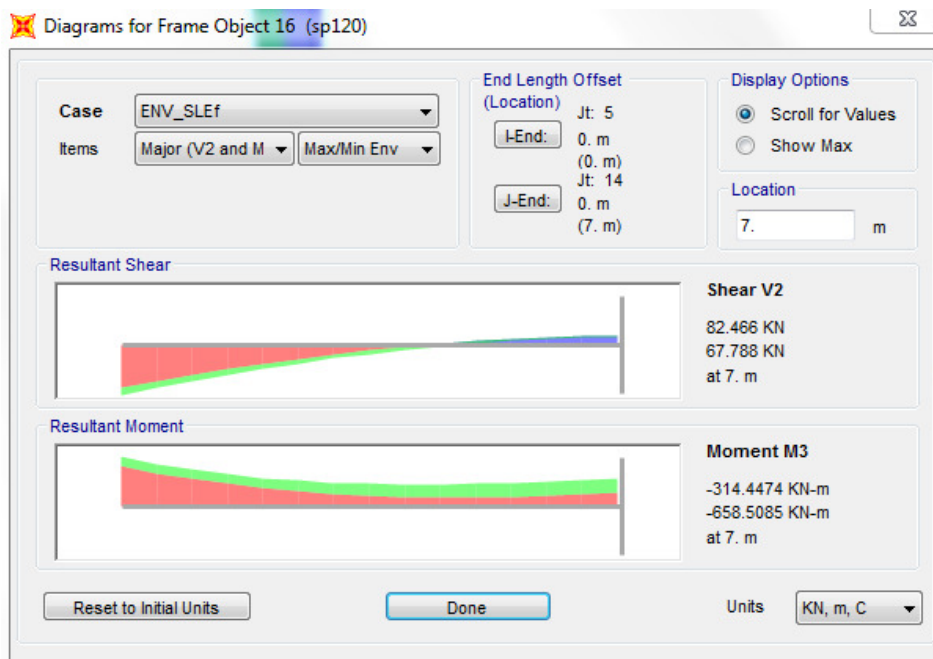 Diagrams for Frame Object 16 (sp120)
Case
ENV_SLEf
Items
Major (V2 and M
Max/Min Env
End Length Offset
(Location)
Jt: 5
I-End:
0. m
(0. m)
Jt: 14
J-End:
0. m
(7. m)
Display Options
Scroll for Values
Show Max
Location
7.
m
Resultant Shear
Shear V2
82.466 KN
67.788 KN
at 7. m
Resultant Moment
Moment M3
-314.4474 KN-m
-658.5085 KN-m
at 7. m
Reset to Initial Units
Done
Units
KN, m, C